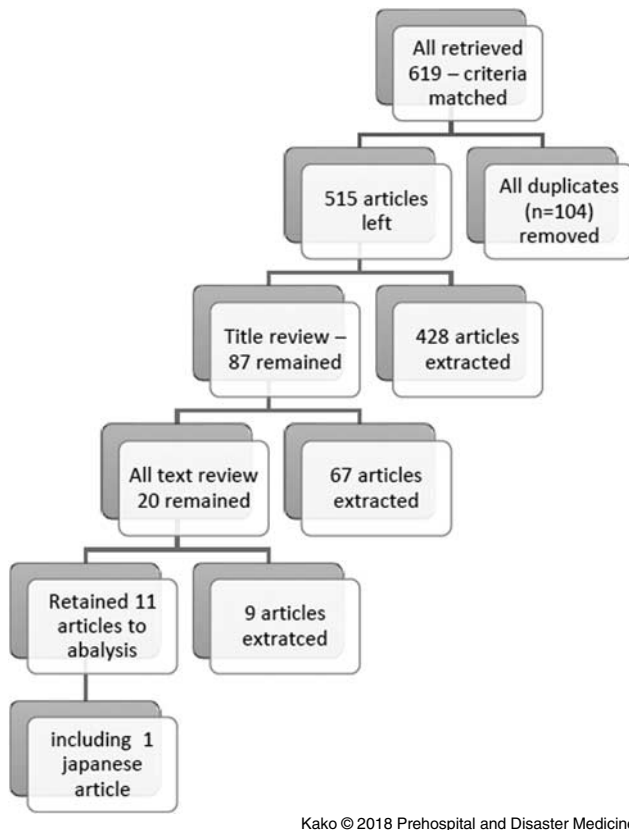 All retrieved
619 – criteria
matched
515 articles
left
All duplicates
(n=104)
removed
Title review –
87 remained
428 articles
extracted
All text review
20 remained
67 articles
extracted
Retained 11
articles to
abalysis
9 articles
extratced
including 1
japanese
article
Kako © 2018 Prehospital and Disaster Medicine